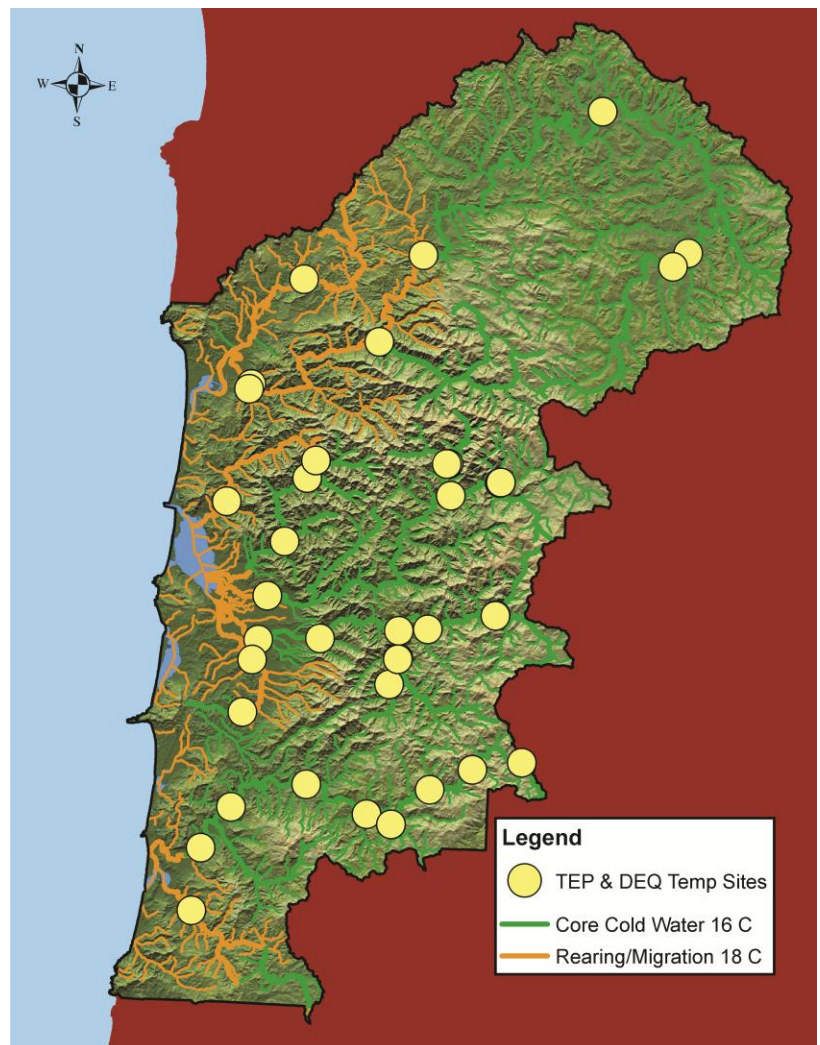 N
W E
S
Legend
TEP & DEQ Temp Sites
Core Cold Water 16 C
Rearing/Migration 18 C